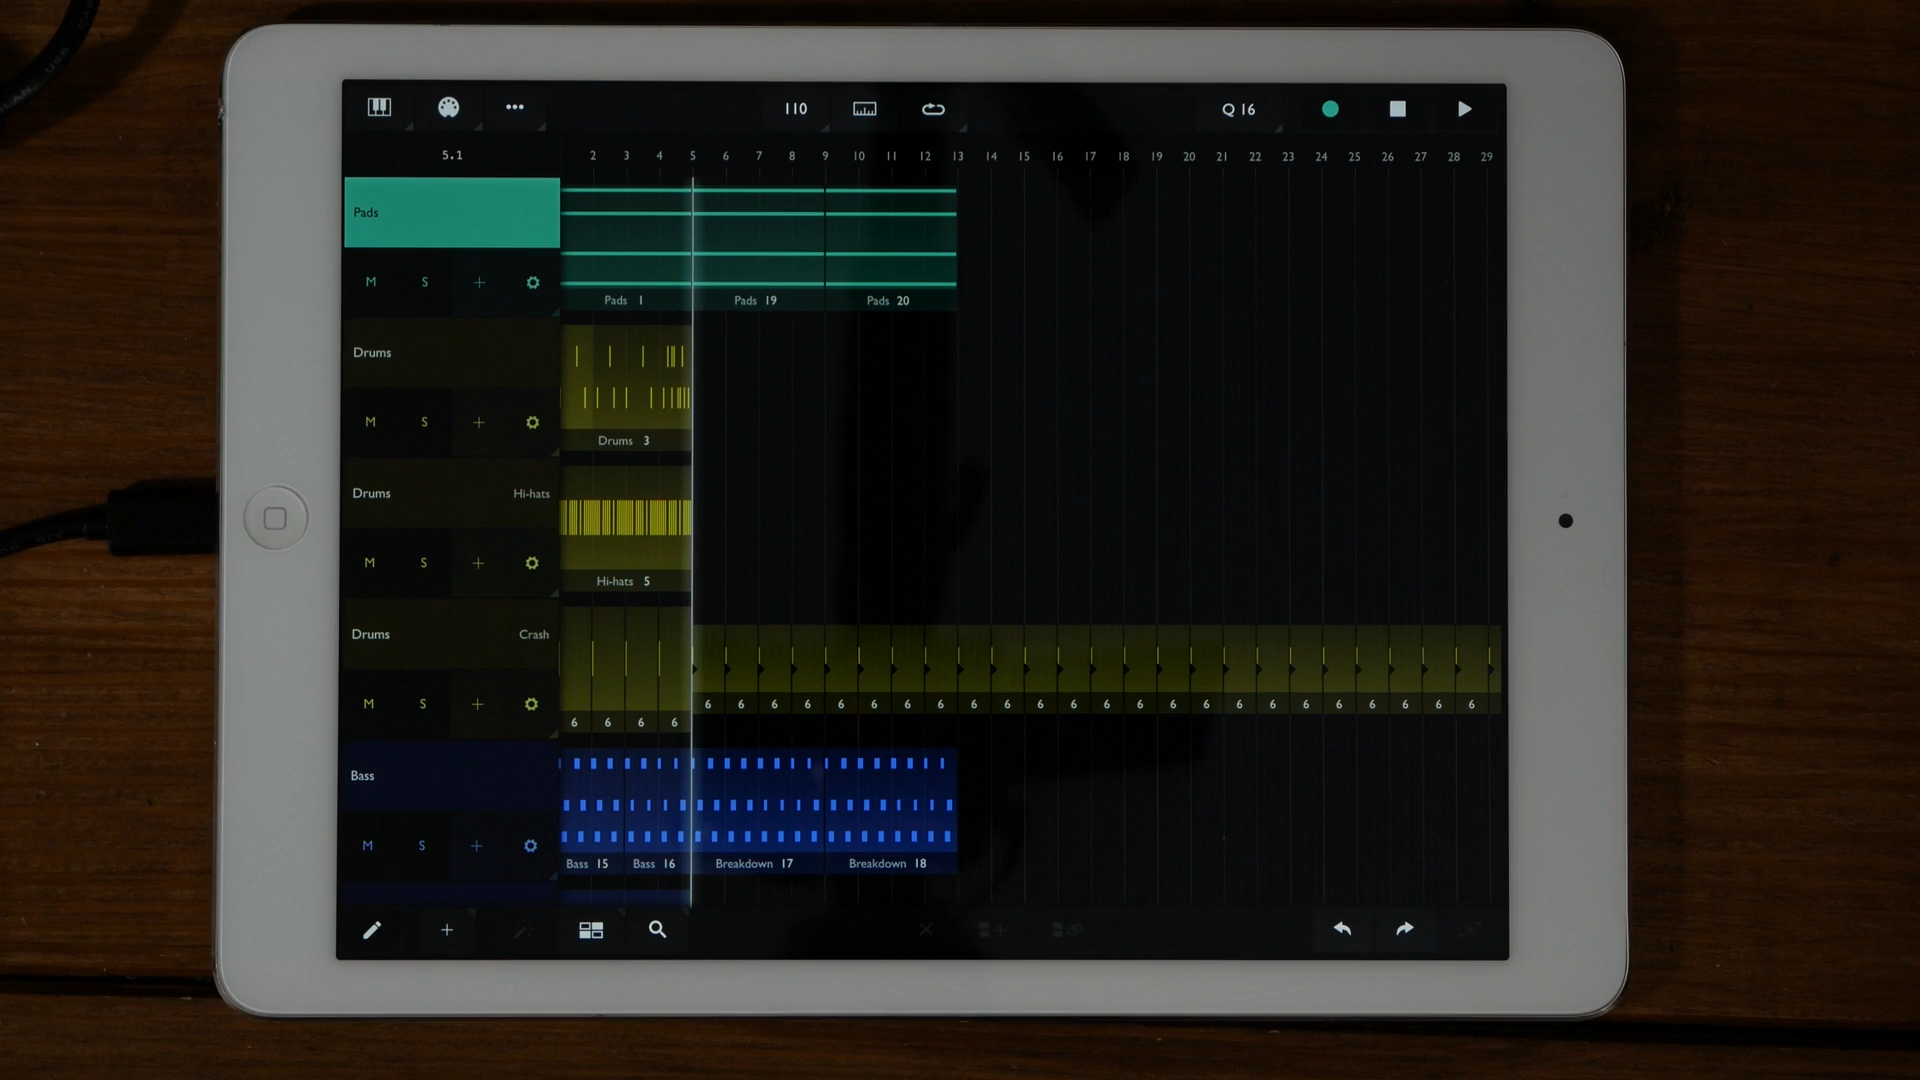 110 Q 16
5.1 2 3 4 5 6 7 8 9 10 11 12 13 14 15 16 17 18 19 20 21 22 23 24 25 26 27 28 29
Pads
M S
Pads 1 Pads 19 Pads 20
Drums
M S
Drums 3
Drums Hi-hats
M S
Hi-hats 5
Drums Crash
M S
6 6 6 6 6 6 6 6 6 6 6 6 6 6 6 6 6 6 6 6 6 6 6 6 6 6 6 6
Bass
M S
Bass 15 Bass 16 Breakdown 17 Breakdown 18